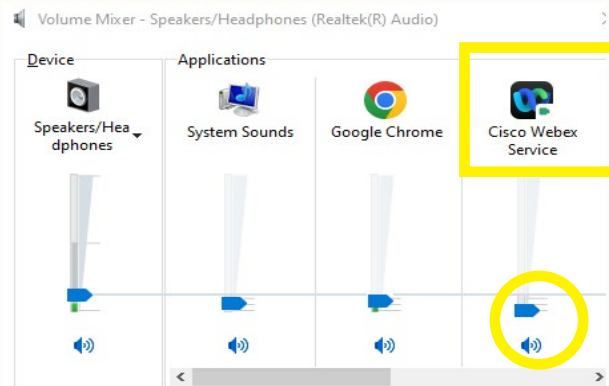 Volume Mixer - Speakers/Headphones (Realtek(R) Audio)
Device
Applications
Speakers/Hea
dphones
System Sounds
Google Chrome
Cisco Webex
Service